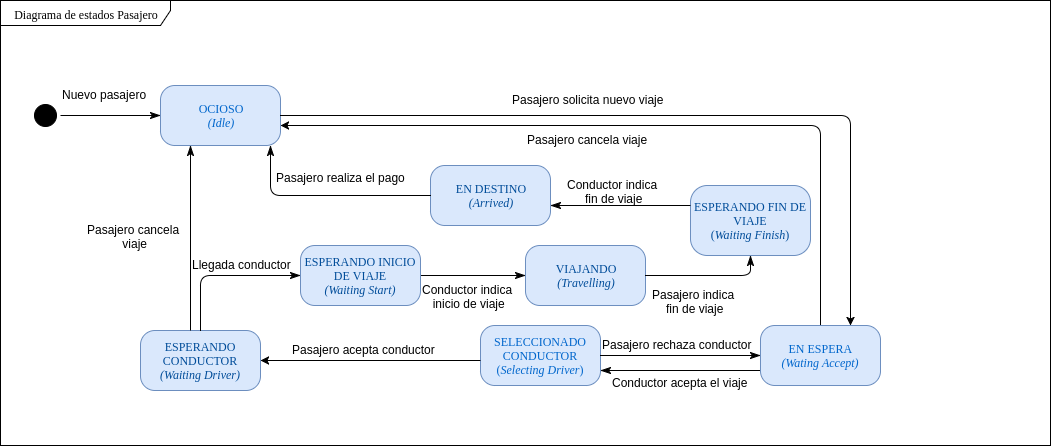 Diagrama de estados Pasajero
Nuevo pasajero
OCIOSO
(Idle)
Pasajero solicita nuevo viaje
Pasajero cancela viaje
Pasajero realiza el pago
EN DESTINO
(Arrived)
Conductor indica
fin de viaje
ESPERANDO FIN DE
VIAJE
(Waiting Finish)
Pasajero cancela
viaje
Llegada conductor
ESPERANDO INICIO
DE VIAJE
(Waiting Start)
Conductor indica
inicio de viaje
VIAJANDO
(Travelling)
Pasajero indica
fin de viaje
ESPERANDO
CONDUCTOR
(Waiting Driver)
Pasajero acepta conductor
SELECCIONADO
CONDUCTOR
(Selecting Driver)
Pasajero rechaza conductor
Conductor acepta el viaje
EN ESPERA
(Wating Accept)